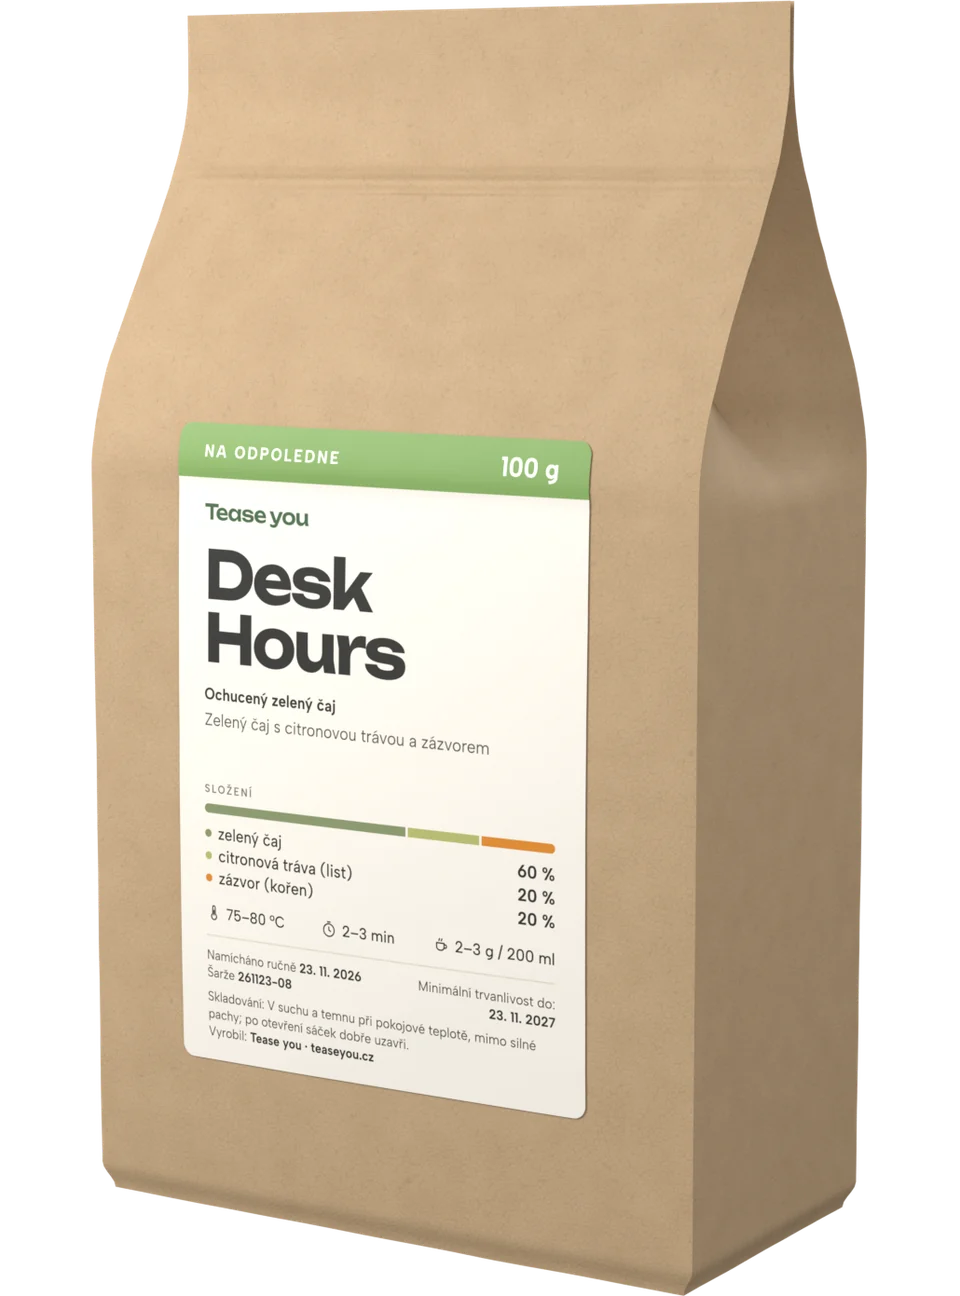 NA ODPOLEDNE
100 g
Tease you
Desk
Hours
Ochucený zelený čaj
Zelený čaj s citronovou trávou a zázvorem
SLOŽENÍ
zelený čaj 60 %
citronová tráva (list) 20 %
zázvor (kořen) 20 %
75–80 °C
2–3 min
2–3 g / 200 ml
Namícháno ručně 23. 11. 2026
Šarže 261123-08
Minimální trvanlivost do:
23. 11. 2027
Skladování: V suchu a temnu při pokojové teplotě, mimo silné
pachy; po otevření sáček dobře uzavři.
Vyrobil: Tease you · teaseyou.cz